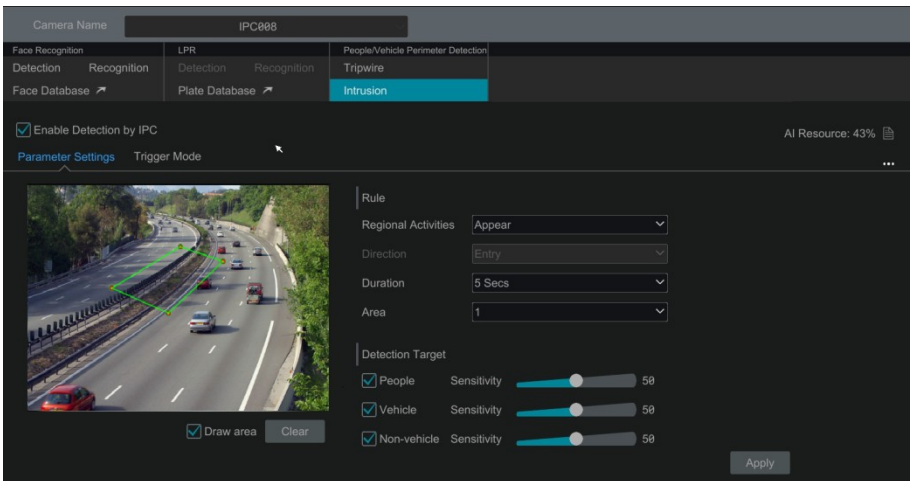 Camera Name IPC008
Face Recognition LPR People/Vehicle Perimeter Detection
Detection Recognition Detection Recognition Tripwire
Face Database Plate Database Intrusion
Enable Detection by IPC
AI Resource: 43%
Parameter Settings Trigger Mode
...
Rule
Regional Activities Appear
Direction Entry
Duration 5 Secs
Area 1
Detection Target
People Sensitivity 50
Vehicle Sensitivity 50
Draw area Clear
Non-vehicle Sensitivity 50
Apply